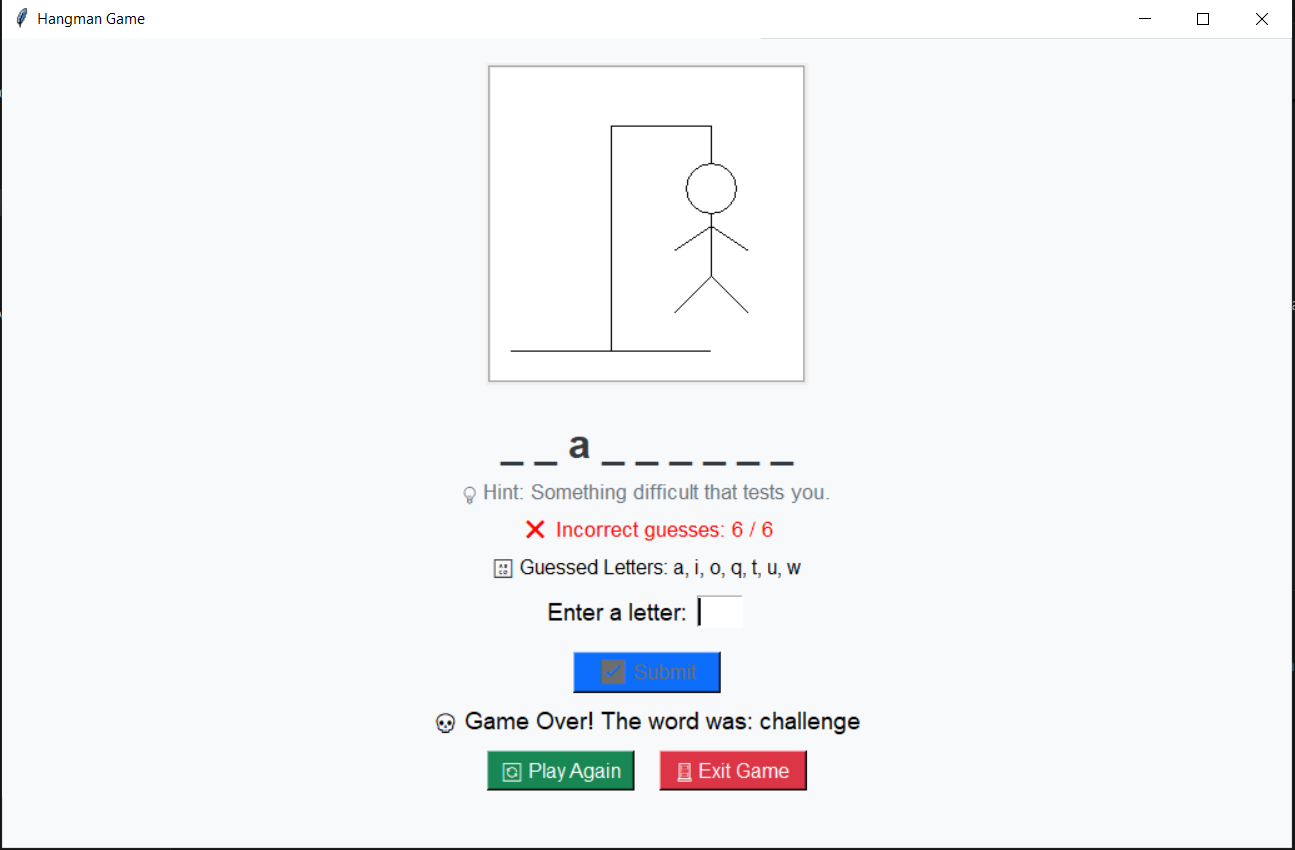 Hangman Game
_ _ a _ _ _ _ _ _
Hint: Something difficult that tests you.
❌ Incorrect guesses: 6 / 6
Guessed Letters: a, i, o, q, t, u, w
Enter a letter:
Submit
Game Over! The word was: challenge
Play Again
Exit Game